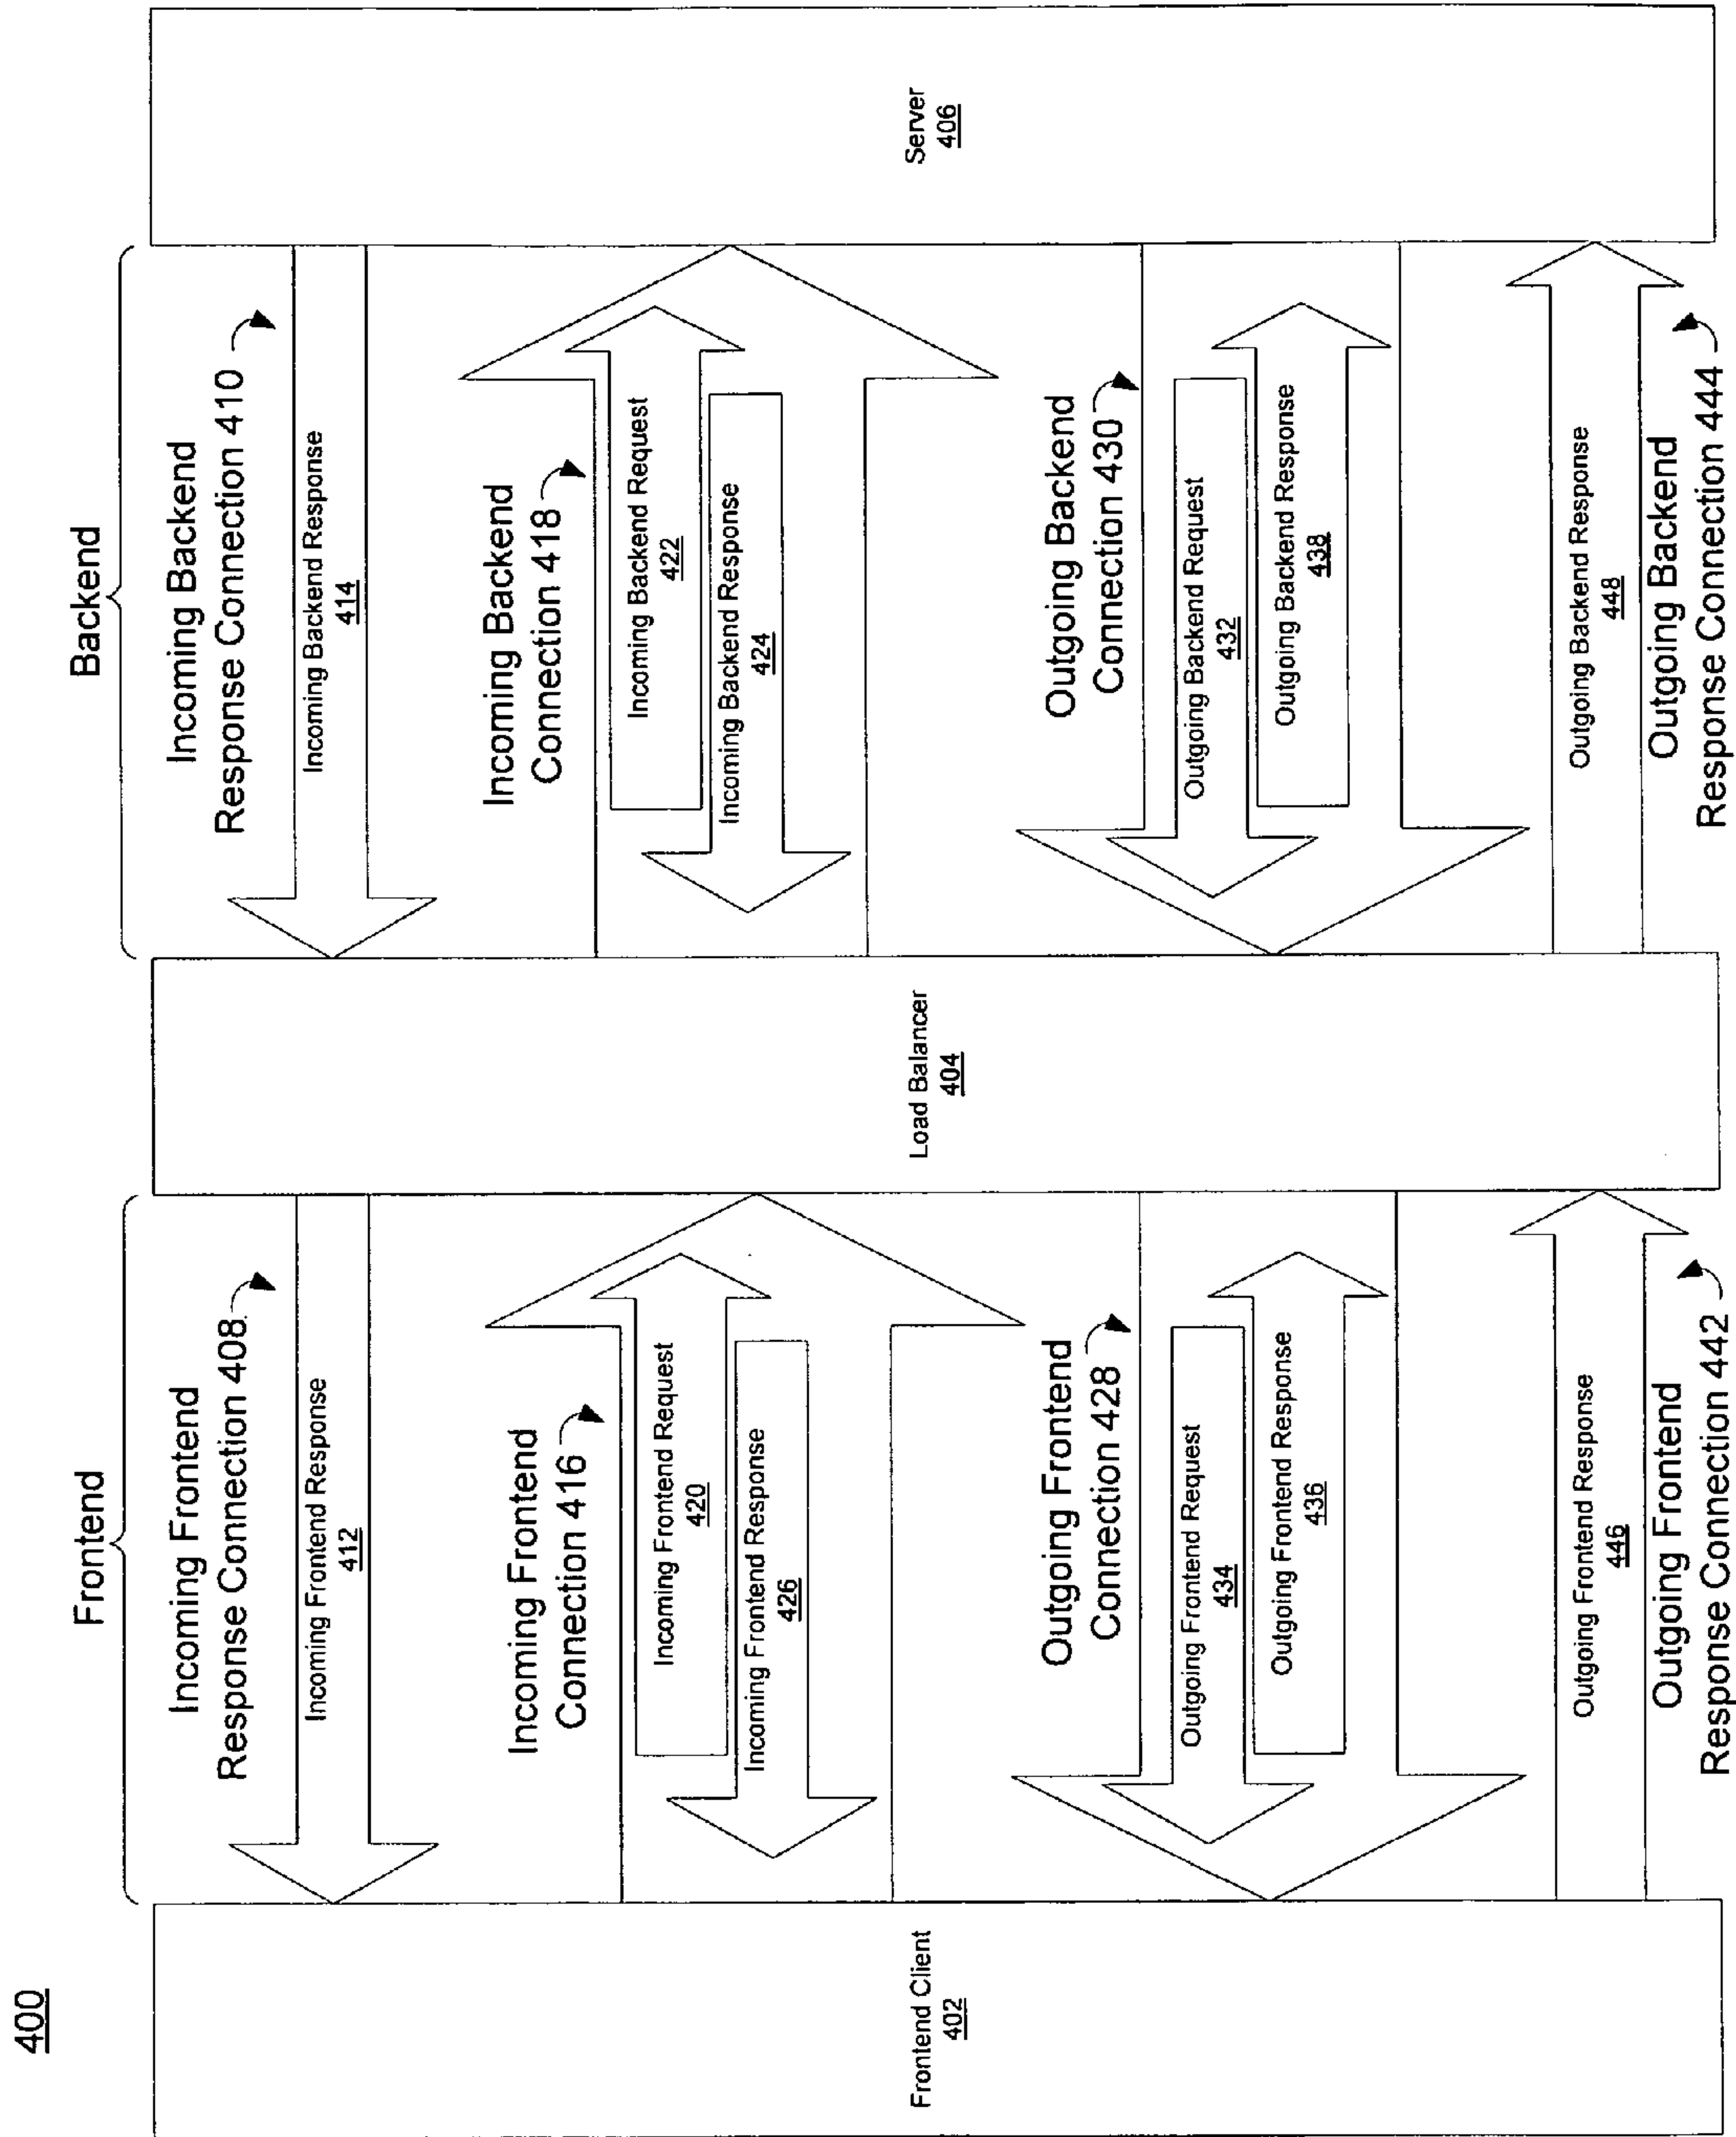 400
Frontend
Backend
Incoming Frontend
Response Connection 408
Incoming Backend
Response Connection 410
Incoming Frontend Response
412
Incoming Backend Response
414
Incoming Frontend
Connection 416
Incoming Backend
Connection 418
Incoming Frontend Request
420
Incoming Backend Request
422
Incoming Frontend Response
426
Incoming Backend Response
424
Frontend Client
402
Load Balancer
404
Server
406
Outgoing Frontend
Connection 428
Outgoing Backend
Connection 430
Outgoing Frontend Request
434
Outgoing Backend Request
432
Outgoing Frontend Response
436
Outgoing Backend Response
438
Outgoing Frontend Response
446
Outgoing Backend Response
448
Outgoing Frontend
Response Connection 442
Outgoing Backend
Response Connection 444